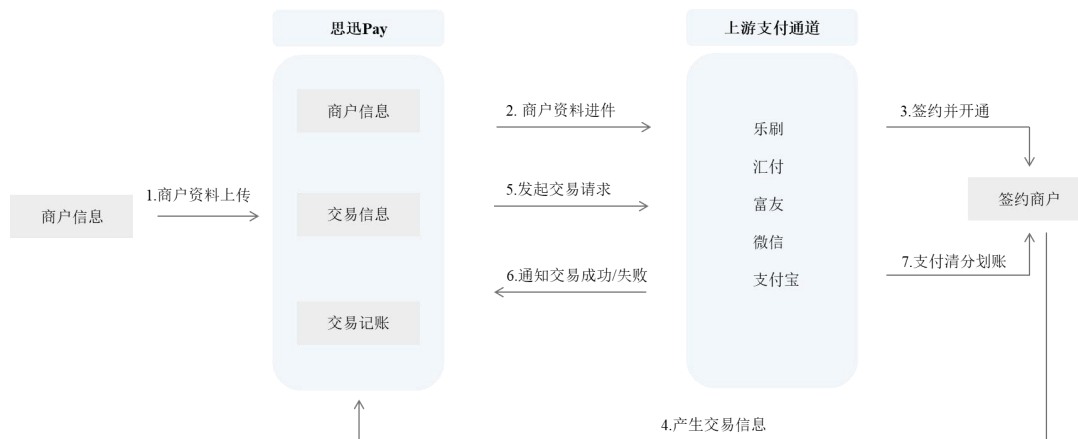 思迅Pay
上游支付通道
商户信息
2. 商户资料进件
3.签约并开通
乐刷
汇付
1.商户资料上传
5.发起交易请求
商户信息
交易信息
富友
签约商户
微信
6.通知交易成功/失败
7.支付清分划账
支付宝
交易记账
4.产生交易信息